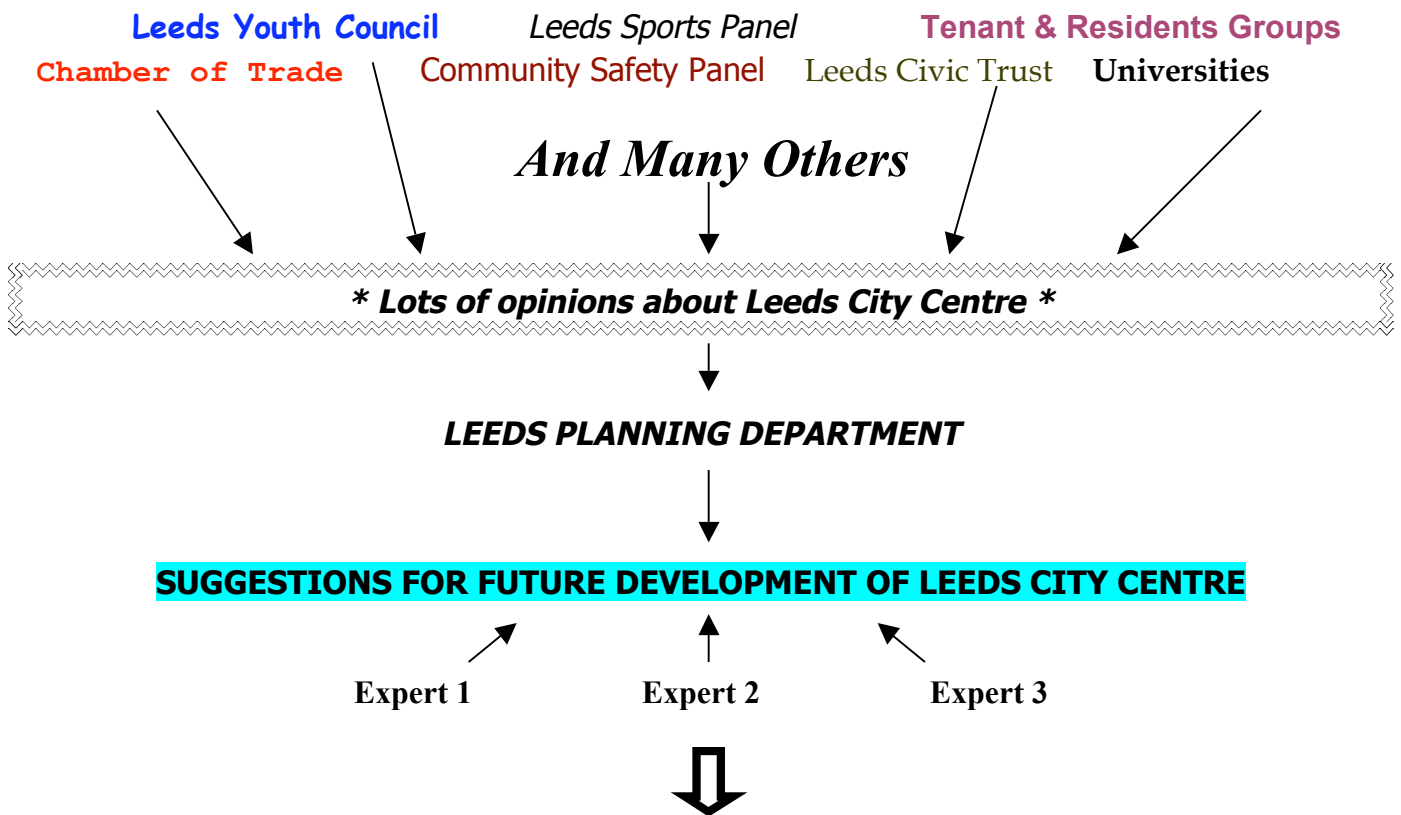 Leeds Youth Council Leeds Sports Panel Tenant & Residents Groups
Chamber of Trade Community Safety Panel Leeds Civic Trust Universities
And Many Others
* Lots of opinions about Leeds City Centre *
LEEDS PLANNING DEPARTMENT
SUGGESTIONS FOR FUTURE DEVELOPMENT OF LEEDS CITY CENTRE
Expert 1 Expert 2 Expert 3